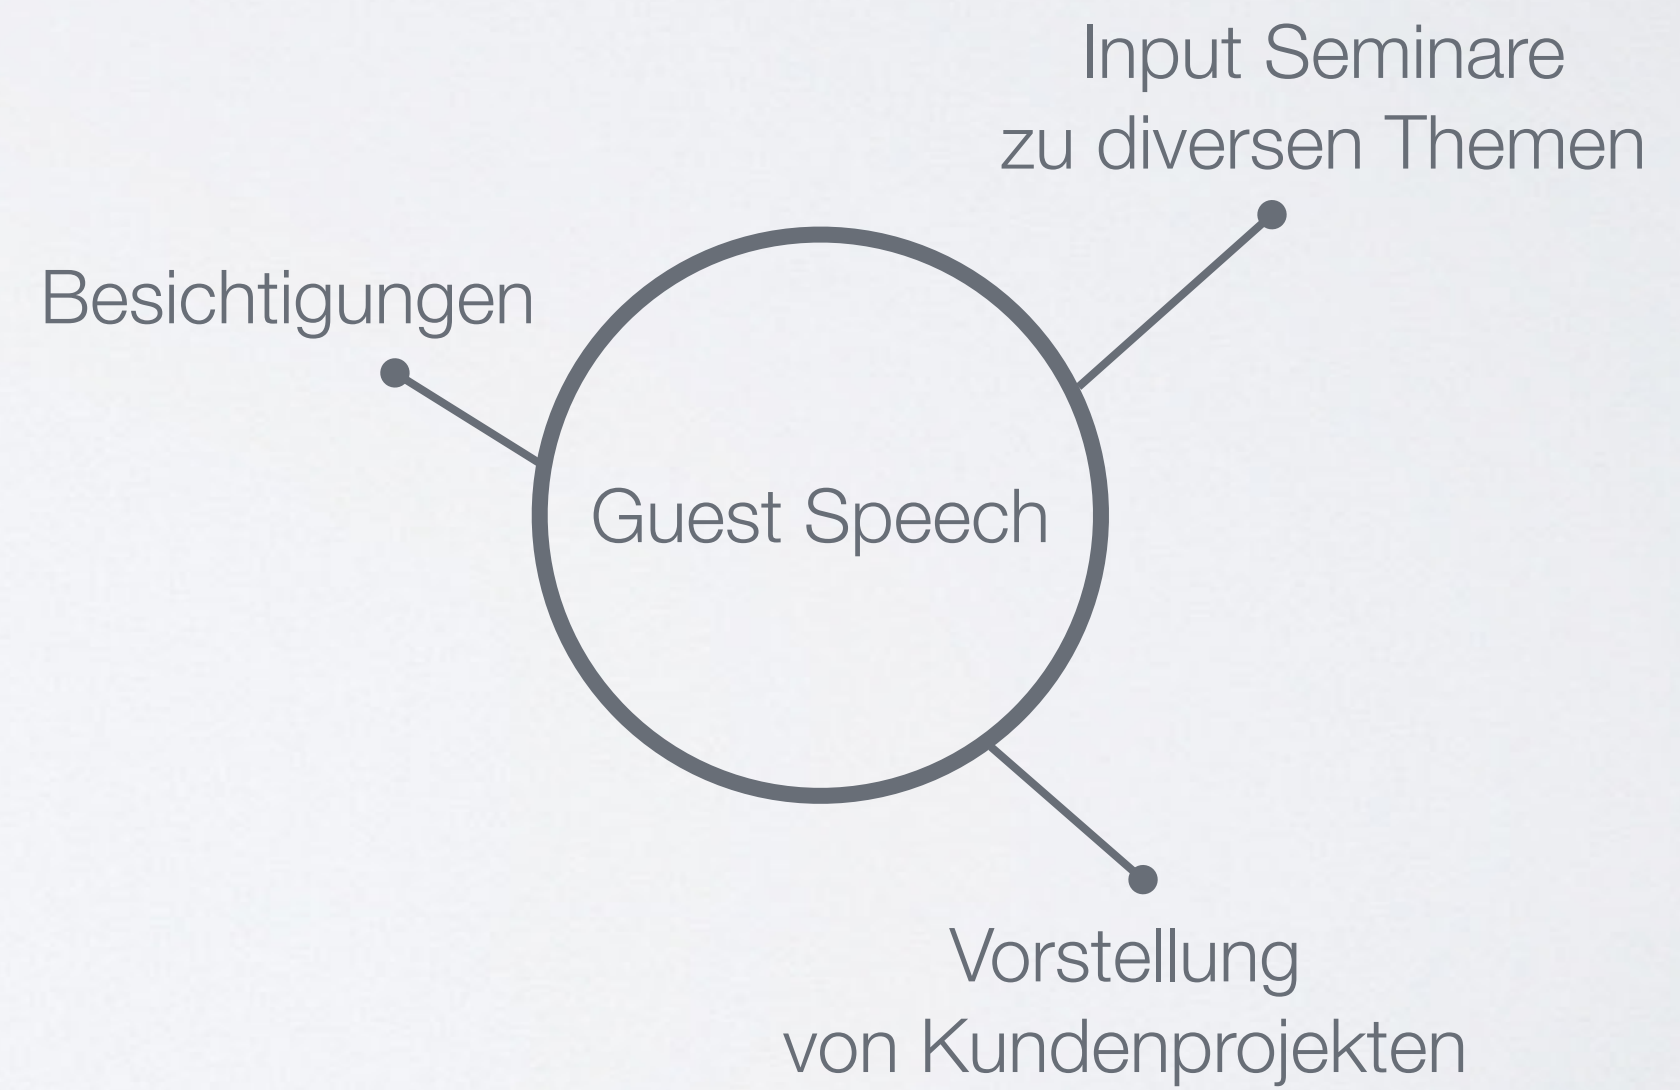 Input Seminare
zu diversen Themen
Besichtigungen
Guest Speech
Vorstellung
von Kundenprojekten